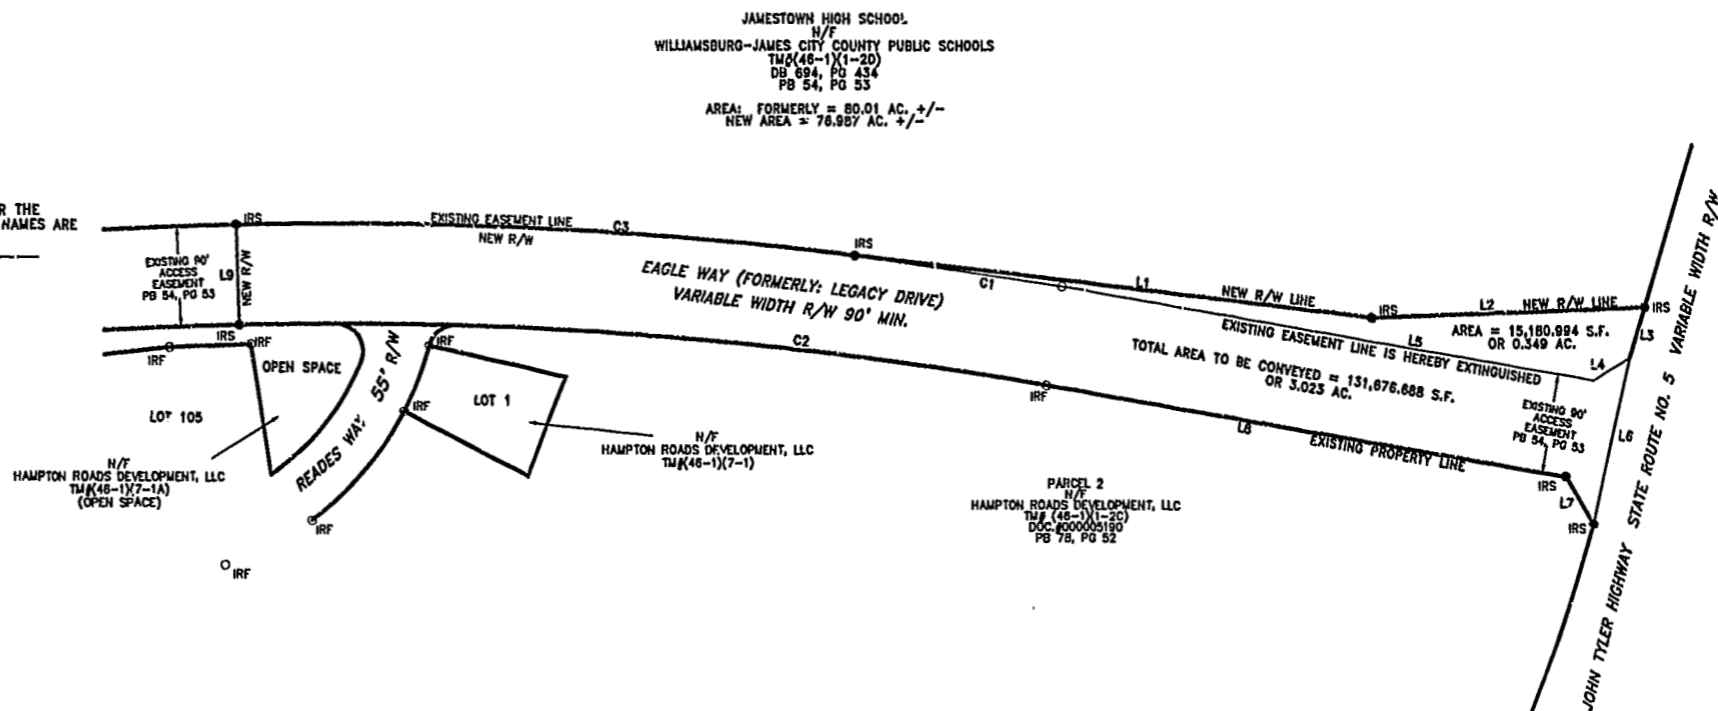 JAMESTOWN HIGH SCHOOL
N/F
WILLIAMSBURG-JAMES CITY COUNTY PUBLIC SCHOOLS
TM#(46-1)(1-2D)
DB 694, PG 434
PB 54, PG 53
AREA: FORMERLY = 80.01 AC. +/-
NEW AREA = 76.987 AC. +/-
R THE
NAMES ARE
IRS
EXISTING EASEMENT LINE
C3
NEW R/W
IRS
EXISTING 90'
ACCESS
EASEMENT
PB 54, PG 53
L9
NEW R/W
EAGLE WAY (FORMERLY: LEGACY DRIVE)
VARIABLE WIDTH R/W 90' MIN.
C1
L1
NEW R/W LINE
IRS
L2
NEW R/W LINE
IRS
AREA = 15,180.994 S.F.
OR 0.349 AC.
L3
L4
L5
EXISTING EASEMENT LINE IS HEREBY EXTINGUISHED
TOTAL AREA TO BE CONVEYED = 131,676.688 S.F.
OR 3.023 AC.
IRS
IRF
IRF
OPEN SPACE
READES WAY 55' R/W
IRF
C2
LOT 105
IRF
LOT 1
IRF
L8
EXISTING PROPERTY LINE
EXISTING 90'
ACCESS
EASEMENT
PB 54, PG 53
L6
N/F
HAMPTON ROADS DEVELOPMENT, LLC
TM#(46-1)(7-1A)
(OPEN SPACE)
N/F
HAMPTON ROADS DEVELOPMENT, LLC
TM#(46-1)(7-1)
PARCEL 2
N/F
HAMPTON ROADS DEVELOPMENT, LLC
TM# (46-1)(1-2C)
DOC.#000005190
PB 78, PG 52
IRS
L7
IRS
IRF
IRF
JOHN TYLER HIGHWAY STATE ROUTE NO. 5 VARIABLE WIDTH R/W